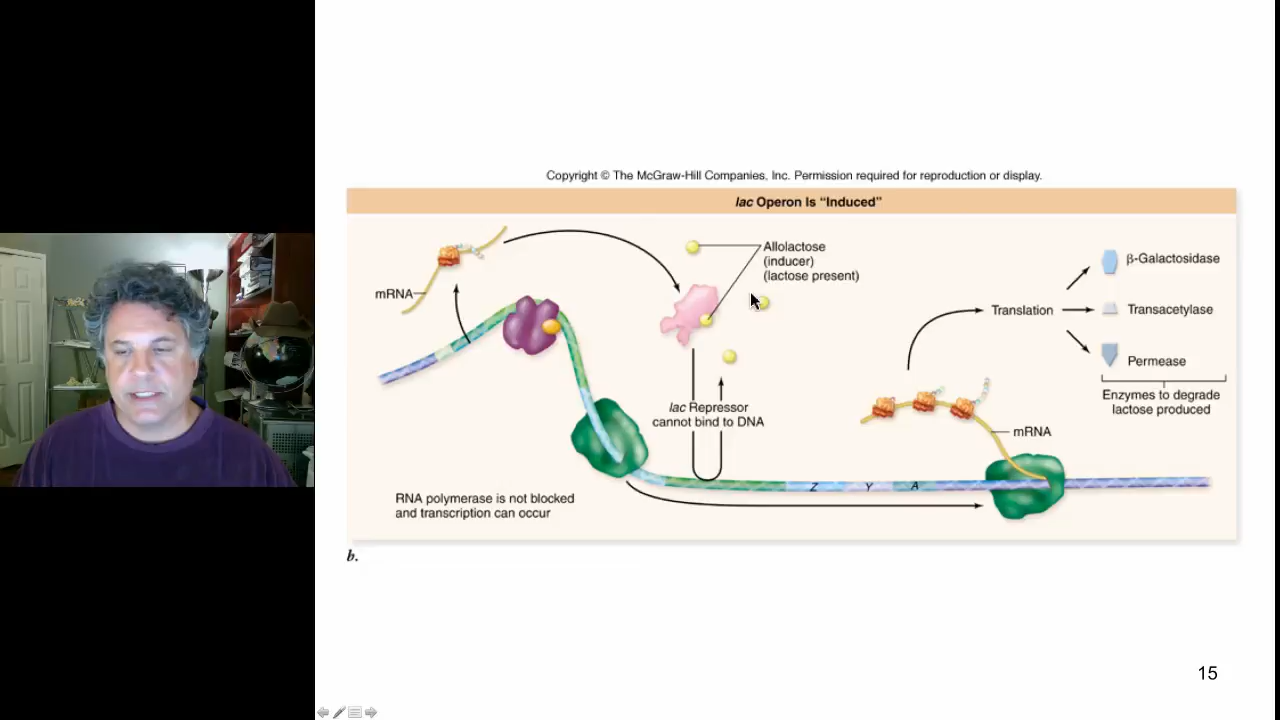 Copyright © The McGraw-Hill Companies, Inc. Permission required for reproduction or display.
lac Operon Is “Induced”
Allolactose
(inducer)
(lactose present)
mRNA
β-Galactosidase
Translation
Transacetylase
Permease
Enzymes to degrade
lactose produced
lac Repressor
cannot bind to DNA
mRNA
Z Y A
RNA polymerase is not blocked
and transcription can occur
b.
15